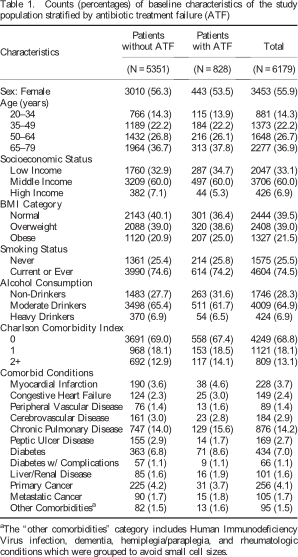 Table 1. Counts (percentages) of baseline characteristics of the study
population stratified by antibiotic treatment failure (ATF)
Characteristics Patients without ATF Patients with ATF Total
(N = 5351) (N = 828) (N = 6179)
Sex: Female 3010 (56.3) 443 (53.5) 3453 (55.9)
Age (years)
20–34 766 (14.3) 115 (13.9) 881 (14.3)
35–49 1189 (22.2) 184 (22.2) 1373 (22.2)
50–64 1432 (26.8) 216 (26.1) 1648 (26.7)
65–79 1964 (36.7) 313 (37.8) 2277 (36.9)
Socioeconomic Status
Low Income 1760 (32.9) 287 (34.7) 2047 (33.1)
Middle Income 3209 (60.0) 497 (60.0) 3706 (60.0)
High Income 382 (7.1) 44 (5.3) 426 (6.9)
BMI Category
Normal 2143 (40.1) 301 (36.4) 2444 (39.5)
Overweight 2088 (39.0) 320 (38.6) 2408 (39.0)
Obese 1120 (20.9) 207 (25.0) 1327 (21.5)
Smoking Status
Never 1361 (25.4) 214 (25.8) 1575 (25.5)
Current or Ever 3990 (74.6) 614 (74.2) 4604 (74.5)
Alcohol Consumption
Non-Drinkers 1483 (27.7) 263 (31.6) 1746 (28.3)
Moderate Drinkers 3498 (65.4) 511 (61.7) 4009 (64.9)
Heavy Drinkers 370 (6.9) 54 (6.5) 424 (6.9)
Charlson Comorbidity Index
0 3691 (69.0) 558 (67.4) 4249 (68.8)
1 968 (18.1) 153 (18.5) 1121 (18.1)
2+ 692 (12.9) 117 (14.1) 809 (13.1)
Comorbid Conditions
Myocardial Infarction 190 (3.6) 38 (4.6) 228 (3.7)
Congestive Heart Failure 124 (2.3) 25 (3.0) 149 (2.4)
Peripheral Vascular Disease 76 (1.4) 13 (1.6) 89 (1.4)
Cerebrovascular Disease 161 (3.0) 23 (2.8) 184 (2.9)
Chronic Pulmonary Disease 747 (14.0) 129 (15.6) 876 (14.2)
Peptic Ulcer Disease 155 (2.9) 14 (1.7) 169 (2.7)
Diabetes 363 (6.8) 71 (8.6) 434 (7.0)
Diabetes w/ Complications 57 (1.1) 9 (1.1) 66 (1.1)
Liver/Renal Disease 85 (1.6) 16 (1.9) 101 (1.6)
Primary Cancer 225 (4.2) 31 (3.7) 256 (4.1)
Metastatic Cancer 90 (1.7) 15 (1.8) 105 (1.7)
Other Comorbiditiesᵃ 82 (1.5) 13 (1.6) 95 (1.5)
ᵃThe “other comorbidities” category includes Human Immunodeficiency
Virus infection, dementia, hemiplegia/paraplegia, and rheumatologic
conditions which were grouped to avoid small cell sizes.